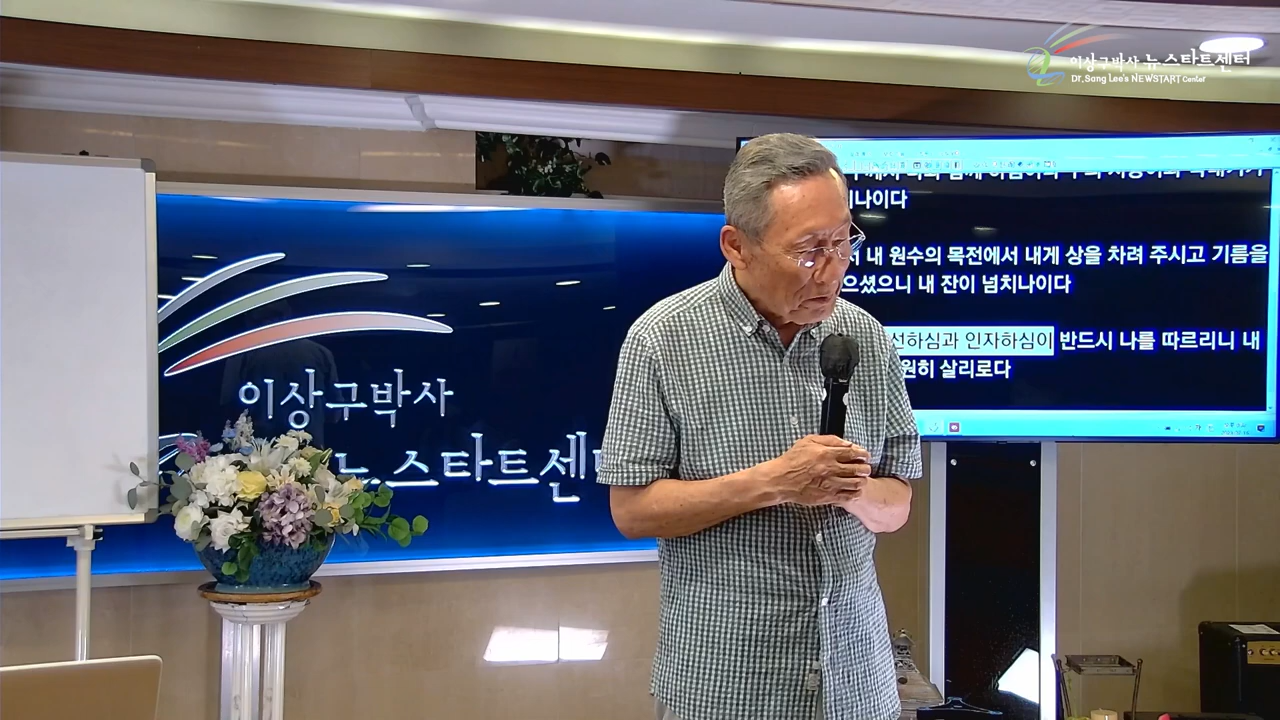 이상구박사 뉴스타트센터
Dr. Sang Lee's NEWSTART Center
나이다
내 원수의 목전에서 내게 상을 차려 주시고 기름을
으셨으니 내 잔이 넘치나이다
선하심과 인자하심이 반드시 나를 따르리니 내
원히 살리로다
이상구박사
뉴스타트센